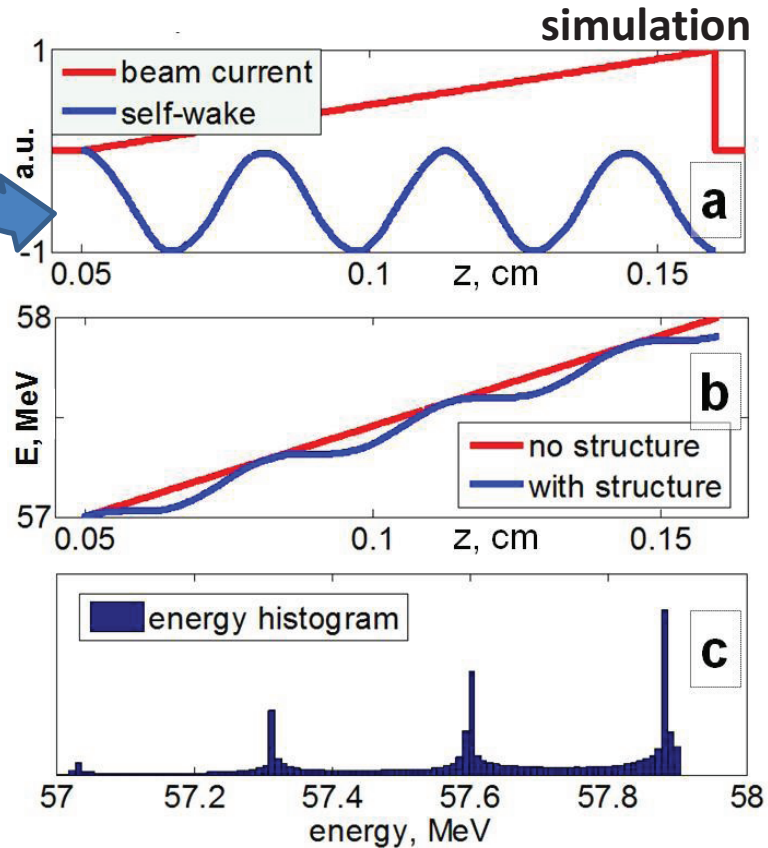 simulation
1
beam current
self-wake
a.u.
a
-1
0.05
0.1
z, cm
0.15
58
E, MeV
b
no structure
with structure
57
0.05
0.1
z, cm
0.15
energy histogram
c
57
57.2
57.4
57.6
57.8
58
energy, MeV